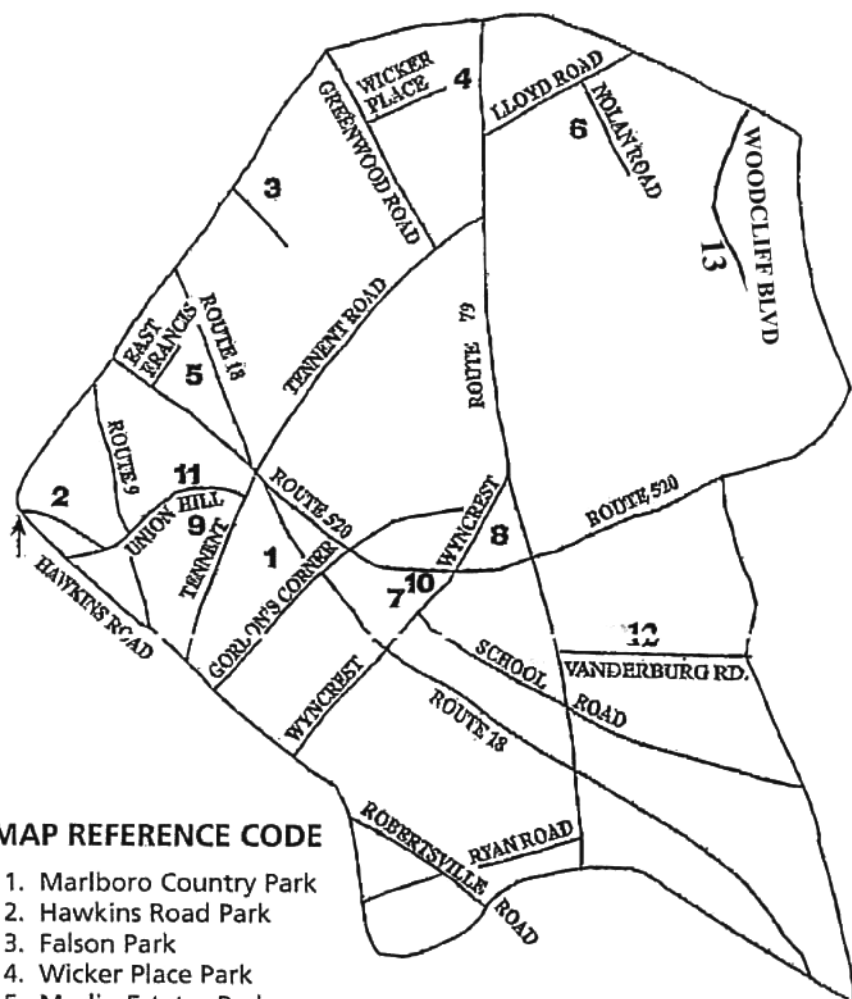 WICKER
PLACE
4
LLOYD ROAD
GREENWOOD ROAD
6
NOLAN ROAD
WOODCLIFF BLVD
3
13
EAST
FRANCIS
ROUTE 18
TENNENT ROAD
ROUTE 79
5
ROUTE 9
11
2
UNION HILL
9
ROUTE 520
WYNCREST
8
ROUTE 520
TENNENT
1
10
7
HAWKINS ROAD
GORDON'S CORNER
12
SCHOOL ROAD
VANDERBURG RD.
WYNCREST
ROUTE 18
ROBERTSVILLE ROAD
RYAN ROAD
MAP REFERENCE CODE
1. Marlboro Country Park
2. Hawkins Road Park
3. Falson Park
4. Wicker Place Park